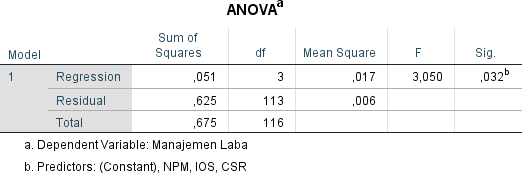 ANOVAa
Model Sum of Squares df Mean Square F Sig.
1 Regression ,051 3 ,017 3,050 ,032b
Residual ,625 113 ,006
Total ,675 116
a. Dependent Variable: Manajemen Laba
b. Predictors: (Constant), NPM, IOS, CSR